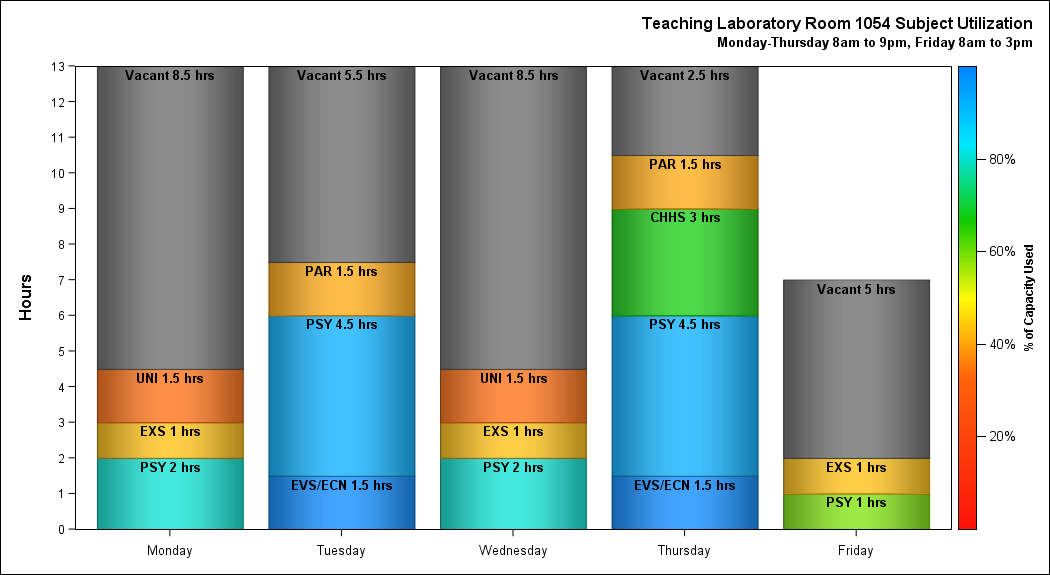 Teaching Laboratory Room 1054 Subject Utilization
Monday-Thursday 8am to 9pm, Friday 8am to 3pm
Hours
13
12
11
10
9
8
7
6
5
4
3
2
1
0
Vacant 8.5 hrs
UNI 1.5 hrs
EXS 1 hrs
PSY 2 hrs
Vacant 5.5 hrs
PAR 1.5 hrs
PSY 4.5 hrs
EVS/ECN 1.5 hrs
Vacant 8.5 hrs
UNI 1.5 hrs
EXS 1 hrs
PSY 2 hrs
Vacant 2.5 hrs
PAR 1.5 hrs
CHHS 3 hrs
PSY 4.5 hrs
EVS/ECN 1.5 hrs
Vacant 5 hrs
EXS 1 hrs
PSY 1 hrs
Monday
Tuesday
Wednesday
Thursday
Friday
80%
60%
40%
20%
% of Capacity Used